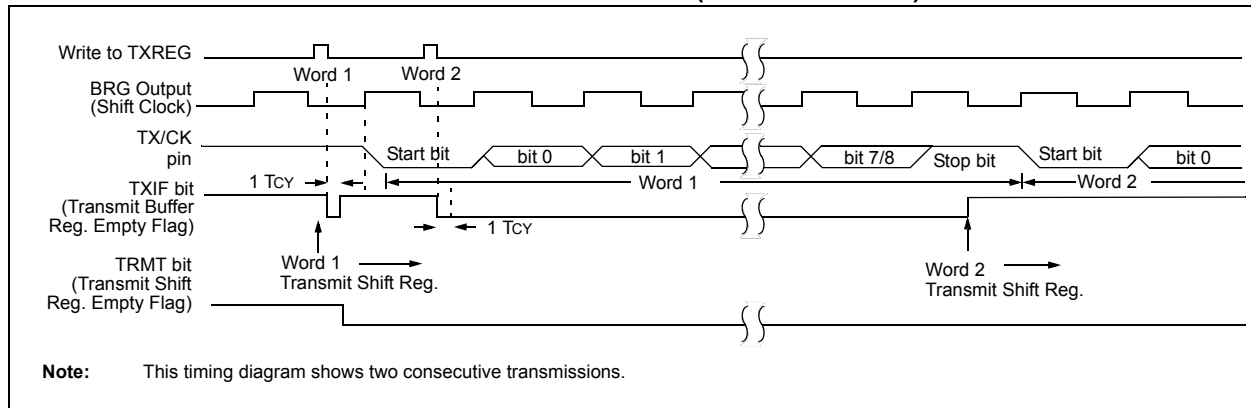 Write to TXREG
Word 1
Word 2
BRG Output
(Shift Clock)
TX/CK
pin
Start bit
bit 0
bit 1
bit 7/8
Stop bit
Start bit
bit 0
1 TCY
Word 1
Word 2
TXIF bit
(Transmit Buffer
Reg. Empty Flag)
1 TCY
Word 1
Transmit Shift Reg.
Word 2
Transmit Shift Reg.
TRMT bit
(Transmit Shift
Reg. Empty Flag)
Note: This timing diagram shows two consecutive transmissions.